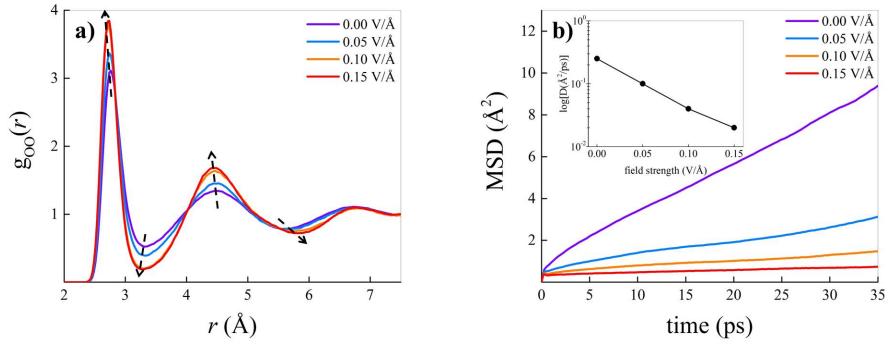 a)
0.00 V/Å
0.05 V/Å
0.10 V/Å
0.15 V/Å
g_OO(r)
4
3
2
1
2 3 4 5 6 7
r (Å)
b)
0.00 V/Å
0.05 V/Å
0.10 V/Å
0.15 V/Å
MSD (Å²)
12
10
8
6
4
2
0 5 10 15 20 25 30 35
time (ps)
log[D(Å²/ps)]
10⁰
10⁻¹
10⁻²
0.00 0.05 0.10 0.15
field strength (V/Å)